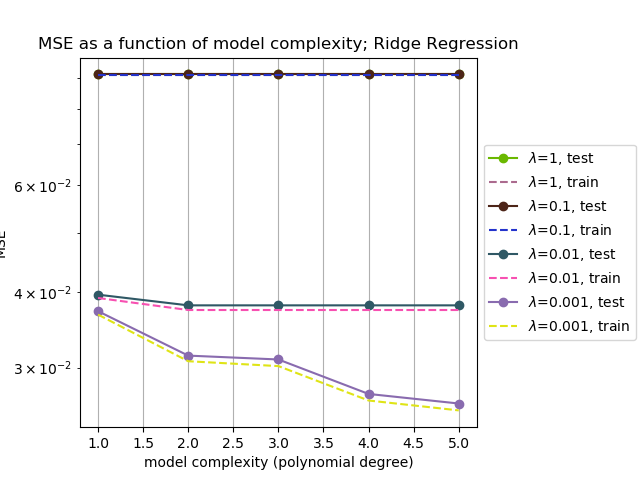 MSE as a function of model complexity; Ridge Regression
MSE
6 × 10⁻²
4 × 10⁻²
3 × 10⁻²
1.0 1.5 2.0 2.5 3.0 3.5 4.0 4.5 5.0
model complexity (polynomial degree)
λ=1, test
λ=1, train
λ=0.1, test
λ=0.1, train
λ=0.01, test
λ=0.01, train
λ=0.001, test
λ=0.001, train